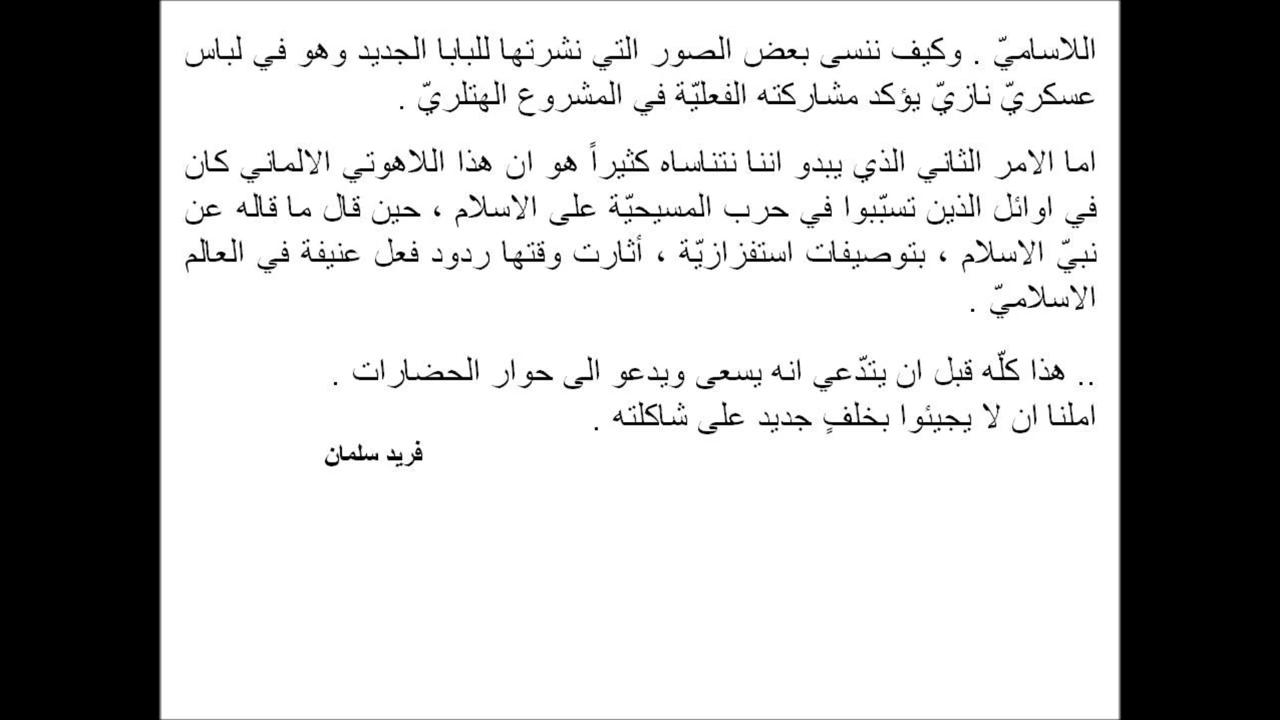 اللاساميّ . وكيف ننسى بعض الصور التي نشرتها للبابا الجديد وهو في لباس
عسكريّ نازيّ يؤكد مشاركته الفعليّة في المشروع الهتلريّ .
اما الامر الثاني الذي يبدو اننا نتناساه كثيراً هو ان هذا اللاهوتي الالماني كان
في اوائل الذين تسبّبوا في حرب المسيحيّة على الاسلام ، حين قال ما قاله عن
نبيّ الاسلام ، بتوصيفات استفزازيّة ، أثارت وقتها ردود فعل عنيفة في العالم
الاسلاميّ .
.. هذا كلّه قبل ان يتدّعي انه يسعى ويدعو الى حوار الحضارات .
املنا ان لا يجيئوا بخلفٍ جديد على شاكلته .
فريد سلمان